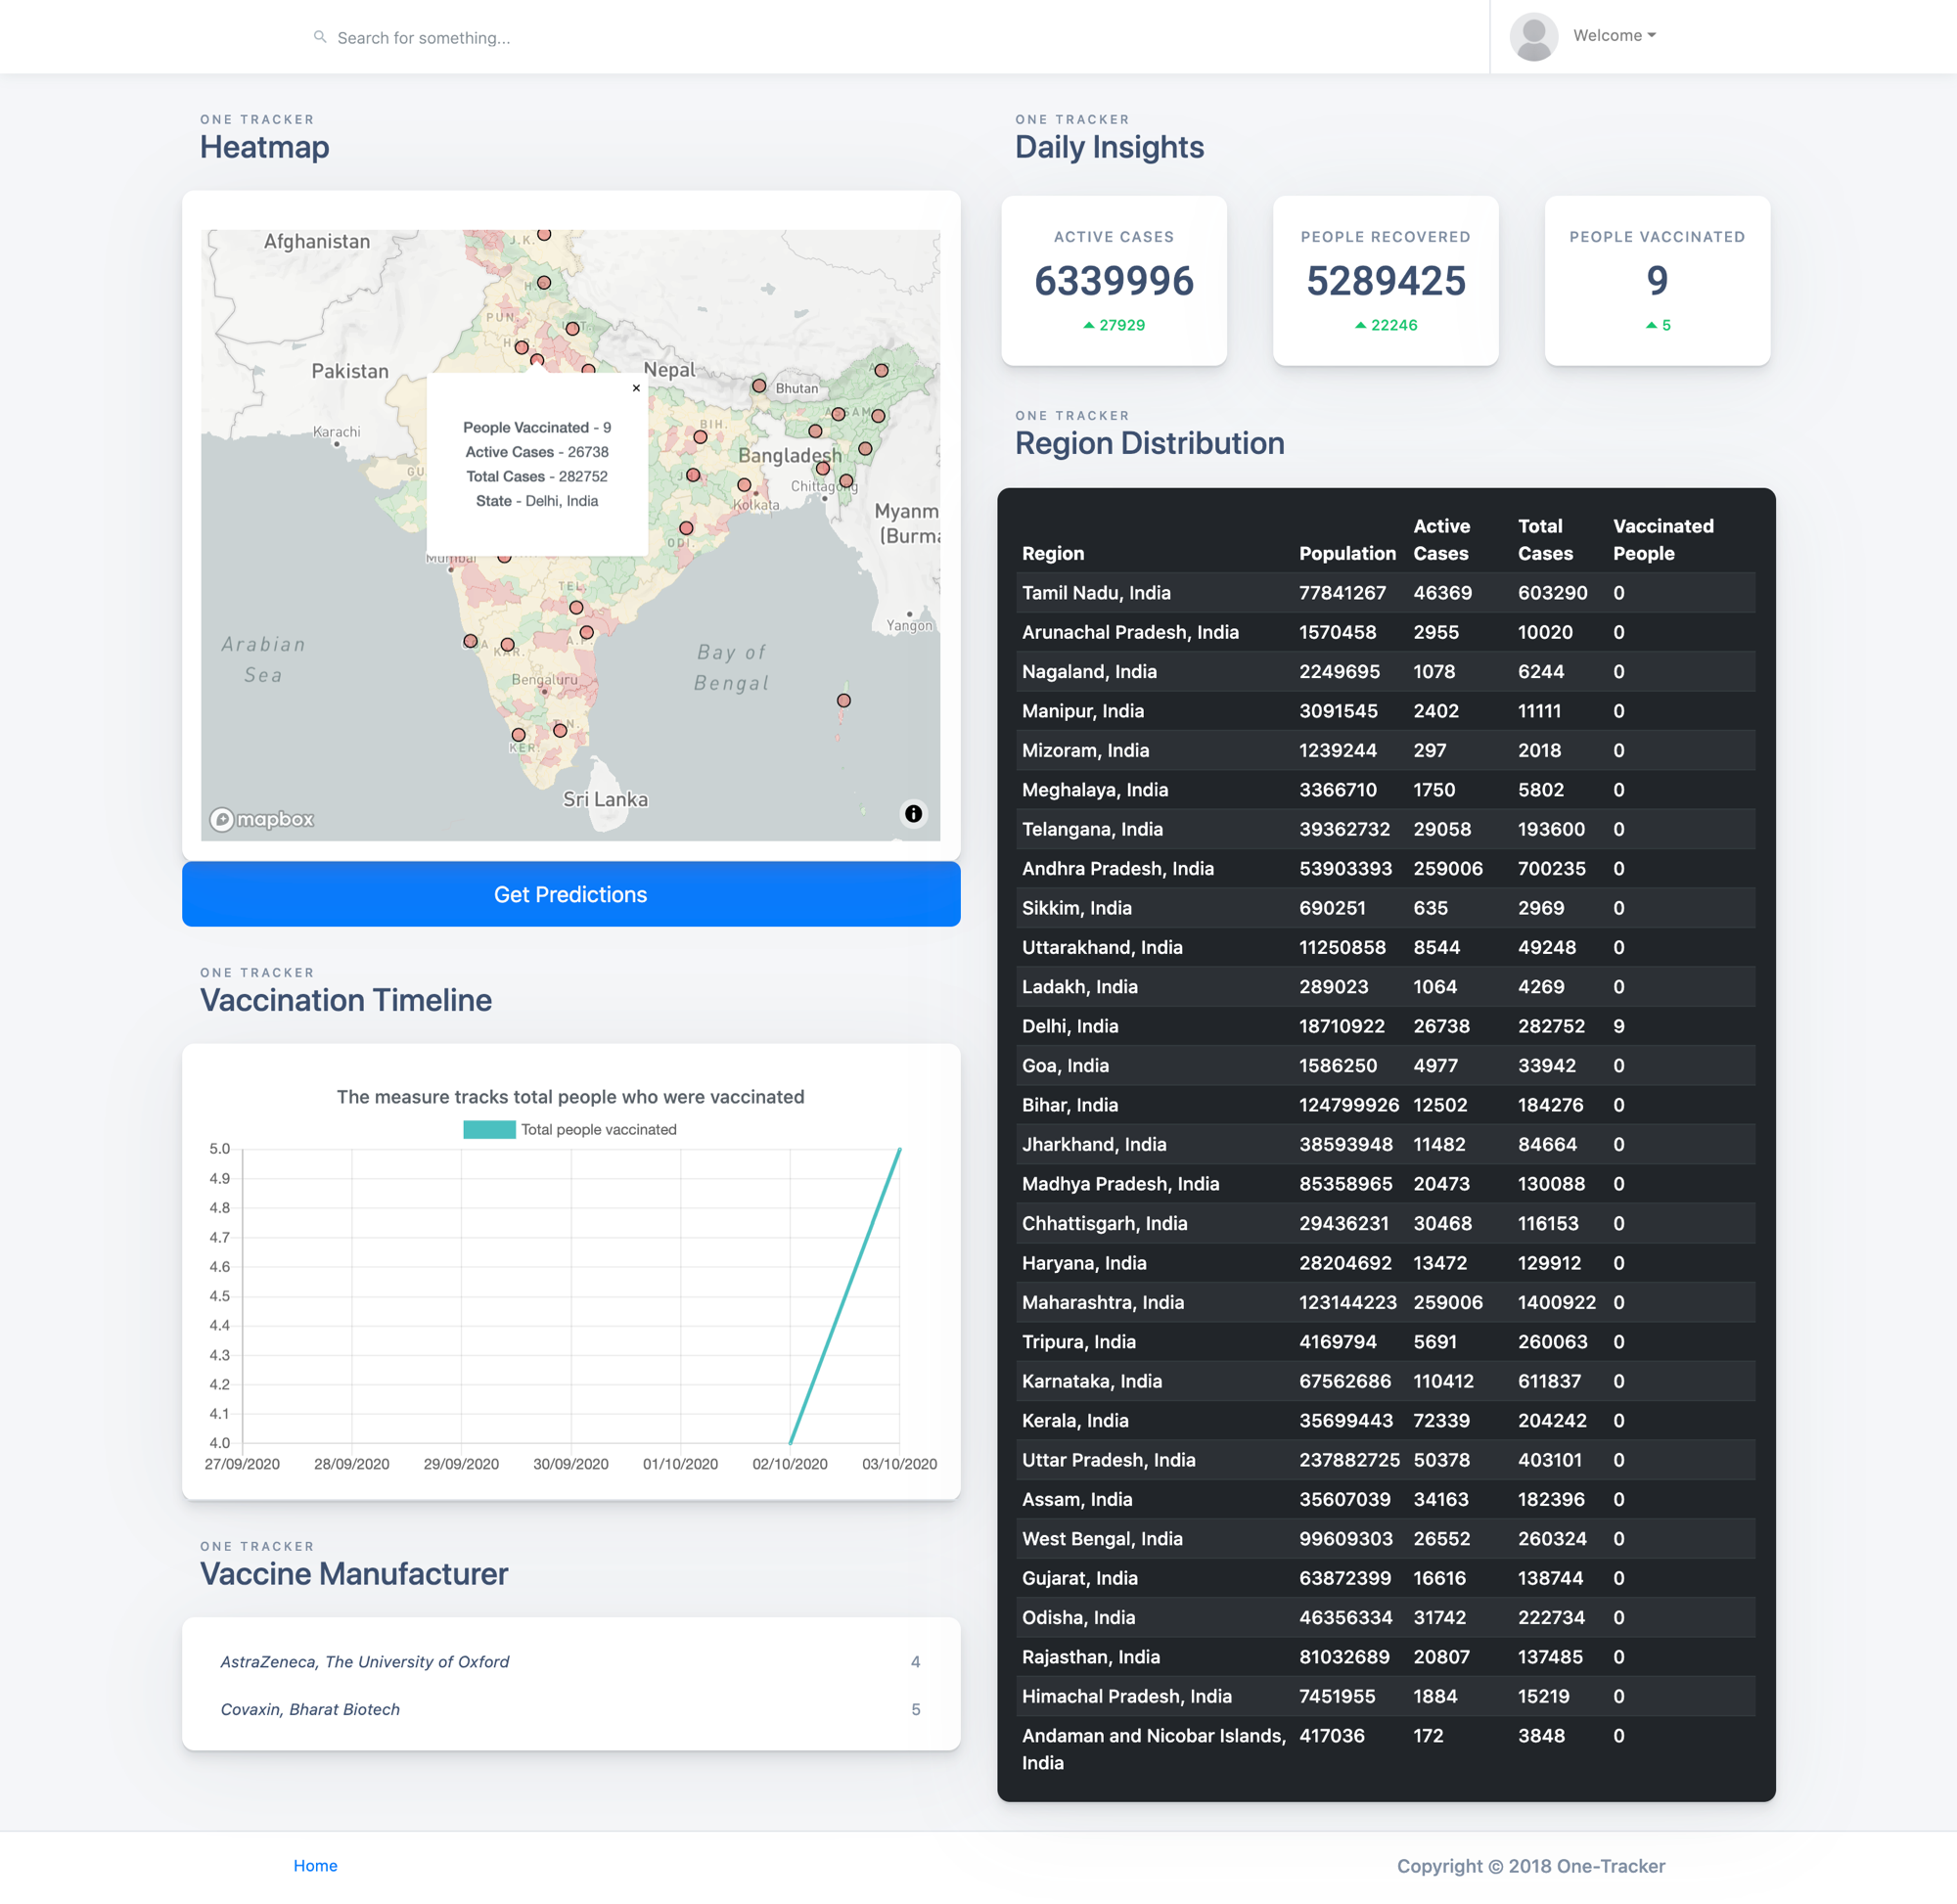 Search for something...
Welcome
ONE TRACKER
Heatmap
Afghanistan
J.K.
PUN.
Pakistan
Nepal
Bhutan
Karachi
BIH.
ASSAM
Bangladesh
Chittagong
Kolkata
Myanm
(Burma
ODI.
Mumbai
TEL.
Yangon
Arabian
Sea
KAR.
A.P.
Bay of
Bengal
Bengaluru
T.N.
KER.
Sri Lanka
mapbox
×
People Vaccinated - 9
Active Cases - 26738
Total Cases - 282752
State - Delhi, India
Get Predictions
ONE TRACKER
Vaccination Timeline
The measure tracks total people who were vaccinated
Total people vaccinated
5.0
4.9
4.8
4.7
4.6
4.5
4.4
4.3
4.2
4.1
4.0
27/09/2020 28/09/2020 29/09/2020 30/09/2020 01/10/2020 02/10/2020 03/10/2020
ONE TRACKER
Vaccine Manufacturer
AstraZeneca, The University of Oxford 4
Covaxin, Bharat Biotech 5
ONE TRACKER
Daily Insights
ACTIVE CASES
6339996
27929
PEOPLE RECOVERED
5289425
22246
PEOPLE VACCINATED
9
5
ONE TRACKER
Region Distribution
Region Population Active Cases Total Cases Vaccinated People
Tamil Nadu, India 77841267 46369 603290 0
Arunachal Pradesh, India 1570458 2955 10020 0
Nagaland, India 2249695 1078 6244 0
Manipur, India 3091545 2402 11111 0
Mizoram, India 1239244 297 2018 0
Meghalaya, India 3366710 1750 5802 0
Telangana, India 39362732 29058 193600 0
Andhra Pradesh, India 53903393 259006 700235 0
Sikkim, India 690251 635 2969 0
Uttarakhand, India 11250858 8544 49248 0
Ladakh, India 289023 1064 4269 0
Delhi, India 18710922 26738 282752 9
Goa, India 1586250 4977 33942 0
Bihar, India 124799926 12502 184276 0
Jharkhand, India 38593948 11482 84664 0
Madhya Pradesh, India 85358965 20473 130088 0
Chhattisgarh, India 29436231 30468 116153 0
Haryana, India 28204692 13472 129912 0
Maharashtra, India 123144223 259006 1400922 0
Tripura, India 4169794 5691 260063 0
Karnataka, India 67562686 110412 611837 0
Kerala, India 35699443 72339 204242 0
Uttar Pradesh, India 237882725 50378 403101 0
Assam, India 35607039 34163 182396 0
West Bengal, India 99609303 26552 260324 0
Gujarat, India 63872399 16616 138744 0
Odisha, India 46356334 31742 222734 0
Rajasthan, India 81032689 20807 137485 0
Himachal Pradesh, India 7451955 1884 15219 0
Andaman and Nicobar Islands, 417036 172 3848 0
India
Home
Copyright © 2018 One-Tracker